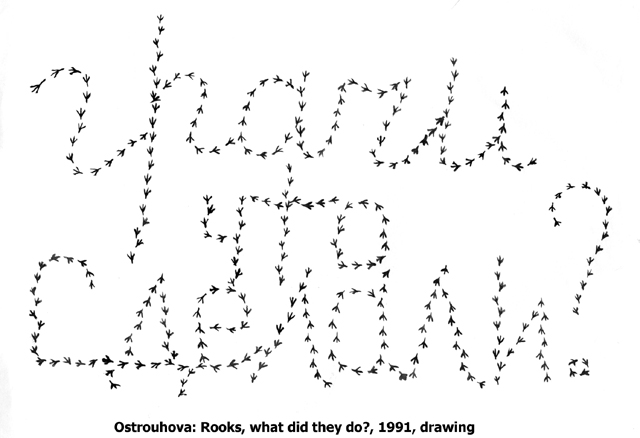 грачи
что
сделали?
Ostrouhova: Rooks, what did they do?, 1991, drawing